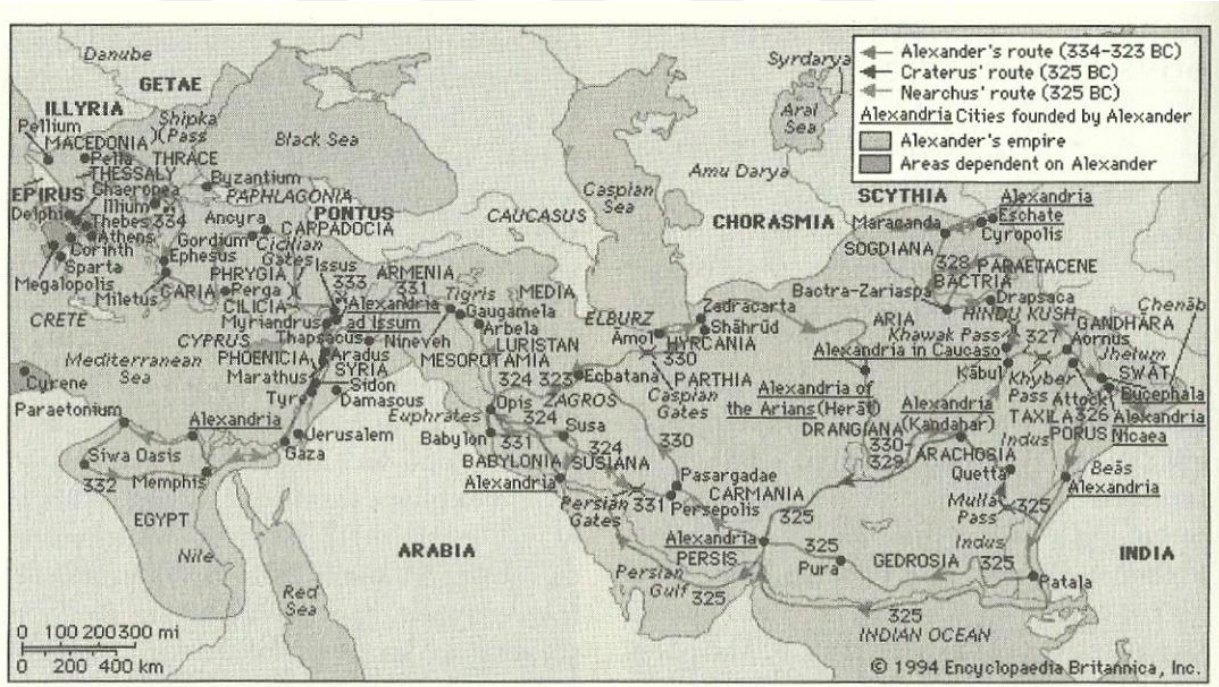 Alexander's route (334-323 BC)
Craterus' route (325 BC)
Nearchus' route (325 BC)
Alexandria Cities founded by Alexander
Alexander's empire
Areas dependent on Alexander
Danube
GETAE
ILLYRIA
Pellium
Shipka
Pass
MACEDONIA
Pella
THRACE
THESSALY
Chaeronea
Byzantium
EPIRUS
Illium
PAPHLAGONIA
Delphi
Thebes
334
Athens
Corinth
Sparta
Megalopolis
Miletus
CRETE
Black Sea
Ancyra
PONTUS
CAPPADOCIA
Gordium
Cicilian
Gates
Ephesus
PHRYGIA
Issus
333
CARIA
Perga
CILICIA
Alexandria
ad Issum
Myriandrus
CYPRUS
Thapsacus
PHOENICIA
Aradus
SYRIA
Marathus
Sidon
Tyre
Damascus
Mediterranean
Sea
Cyrene
Paraetonium
Alexandria
Jerusalem
Gaza
Siwa Oasis
332
Memphis
EGYPT
Nile
Red
Sea
ARABIA
CAUCASUS
Caspian
Sea
ARMENIA
331
Tigris
MEDIA
Gaugamela
Arbela
Nineveh
LURISTAN
MESOROTAMIA
324
323
Ecbatana
Opis
ZAGROS
324
Euphrates
Babylon
331
Susa
324
BABYLONIA
SUSIANA
Alexandria
Persian
Gates
331
Pasargadae
CARMANIA
Persepolis
330
ELBURZ
Āmol
Zadracarta
Shāhrūd
HYRCANIA
330
PARTHIA
Caspian
Gates
Syrdarya
Aral
Sea
Amu Darya
CHORASMIA
SCYTHIA
Alexandria
Eschate
Maracanda
Cyropolis
SOGDIANA
328
PARAETACENE
BACTRIA
Bactra-Zariaspa
Drapsaca
HINDU KUSH
ARIA
Khawak Pass
327
GANDHĀRA
Aornus
Chenāb
Jhelum
SWĀT
Alexandria in Caucaso
Kābul
Khyber
Pass
Attock
Bucephala
Alexandria of
the Arians (Herāt)
Alexandria
(Kandahar)
TAXILA
326
PORUS
Alexandria
Nicaea
DRANGIANA
330-
329
ARACHOSIA
Indus
Quetta
Beās
Alexandria
Mulla
Pass
325
Alexandria
PERSIS
325
325
Pura
GEDROSIA
Indus
325
Patala
INDIA
Persian
Gulf
325
325
INDIAN OCEAN
0 100 200 300 mi
0 200 400 km
© 1994 Encyclopaedia Britannica, Inc.